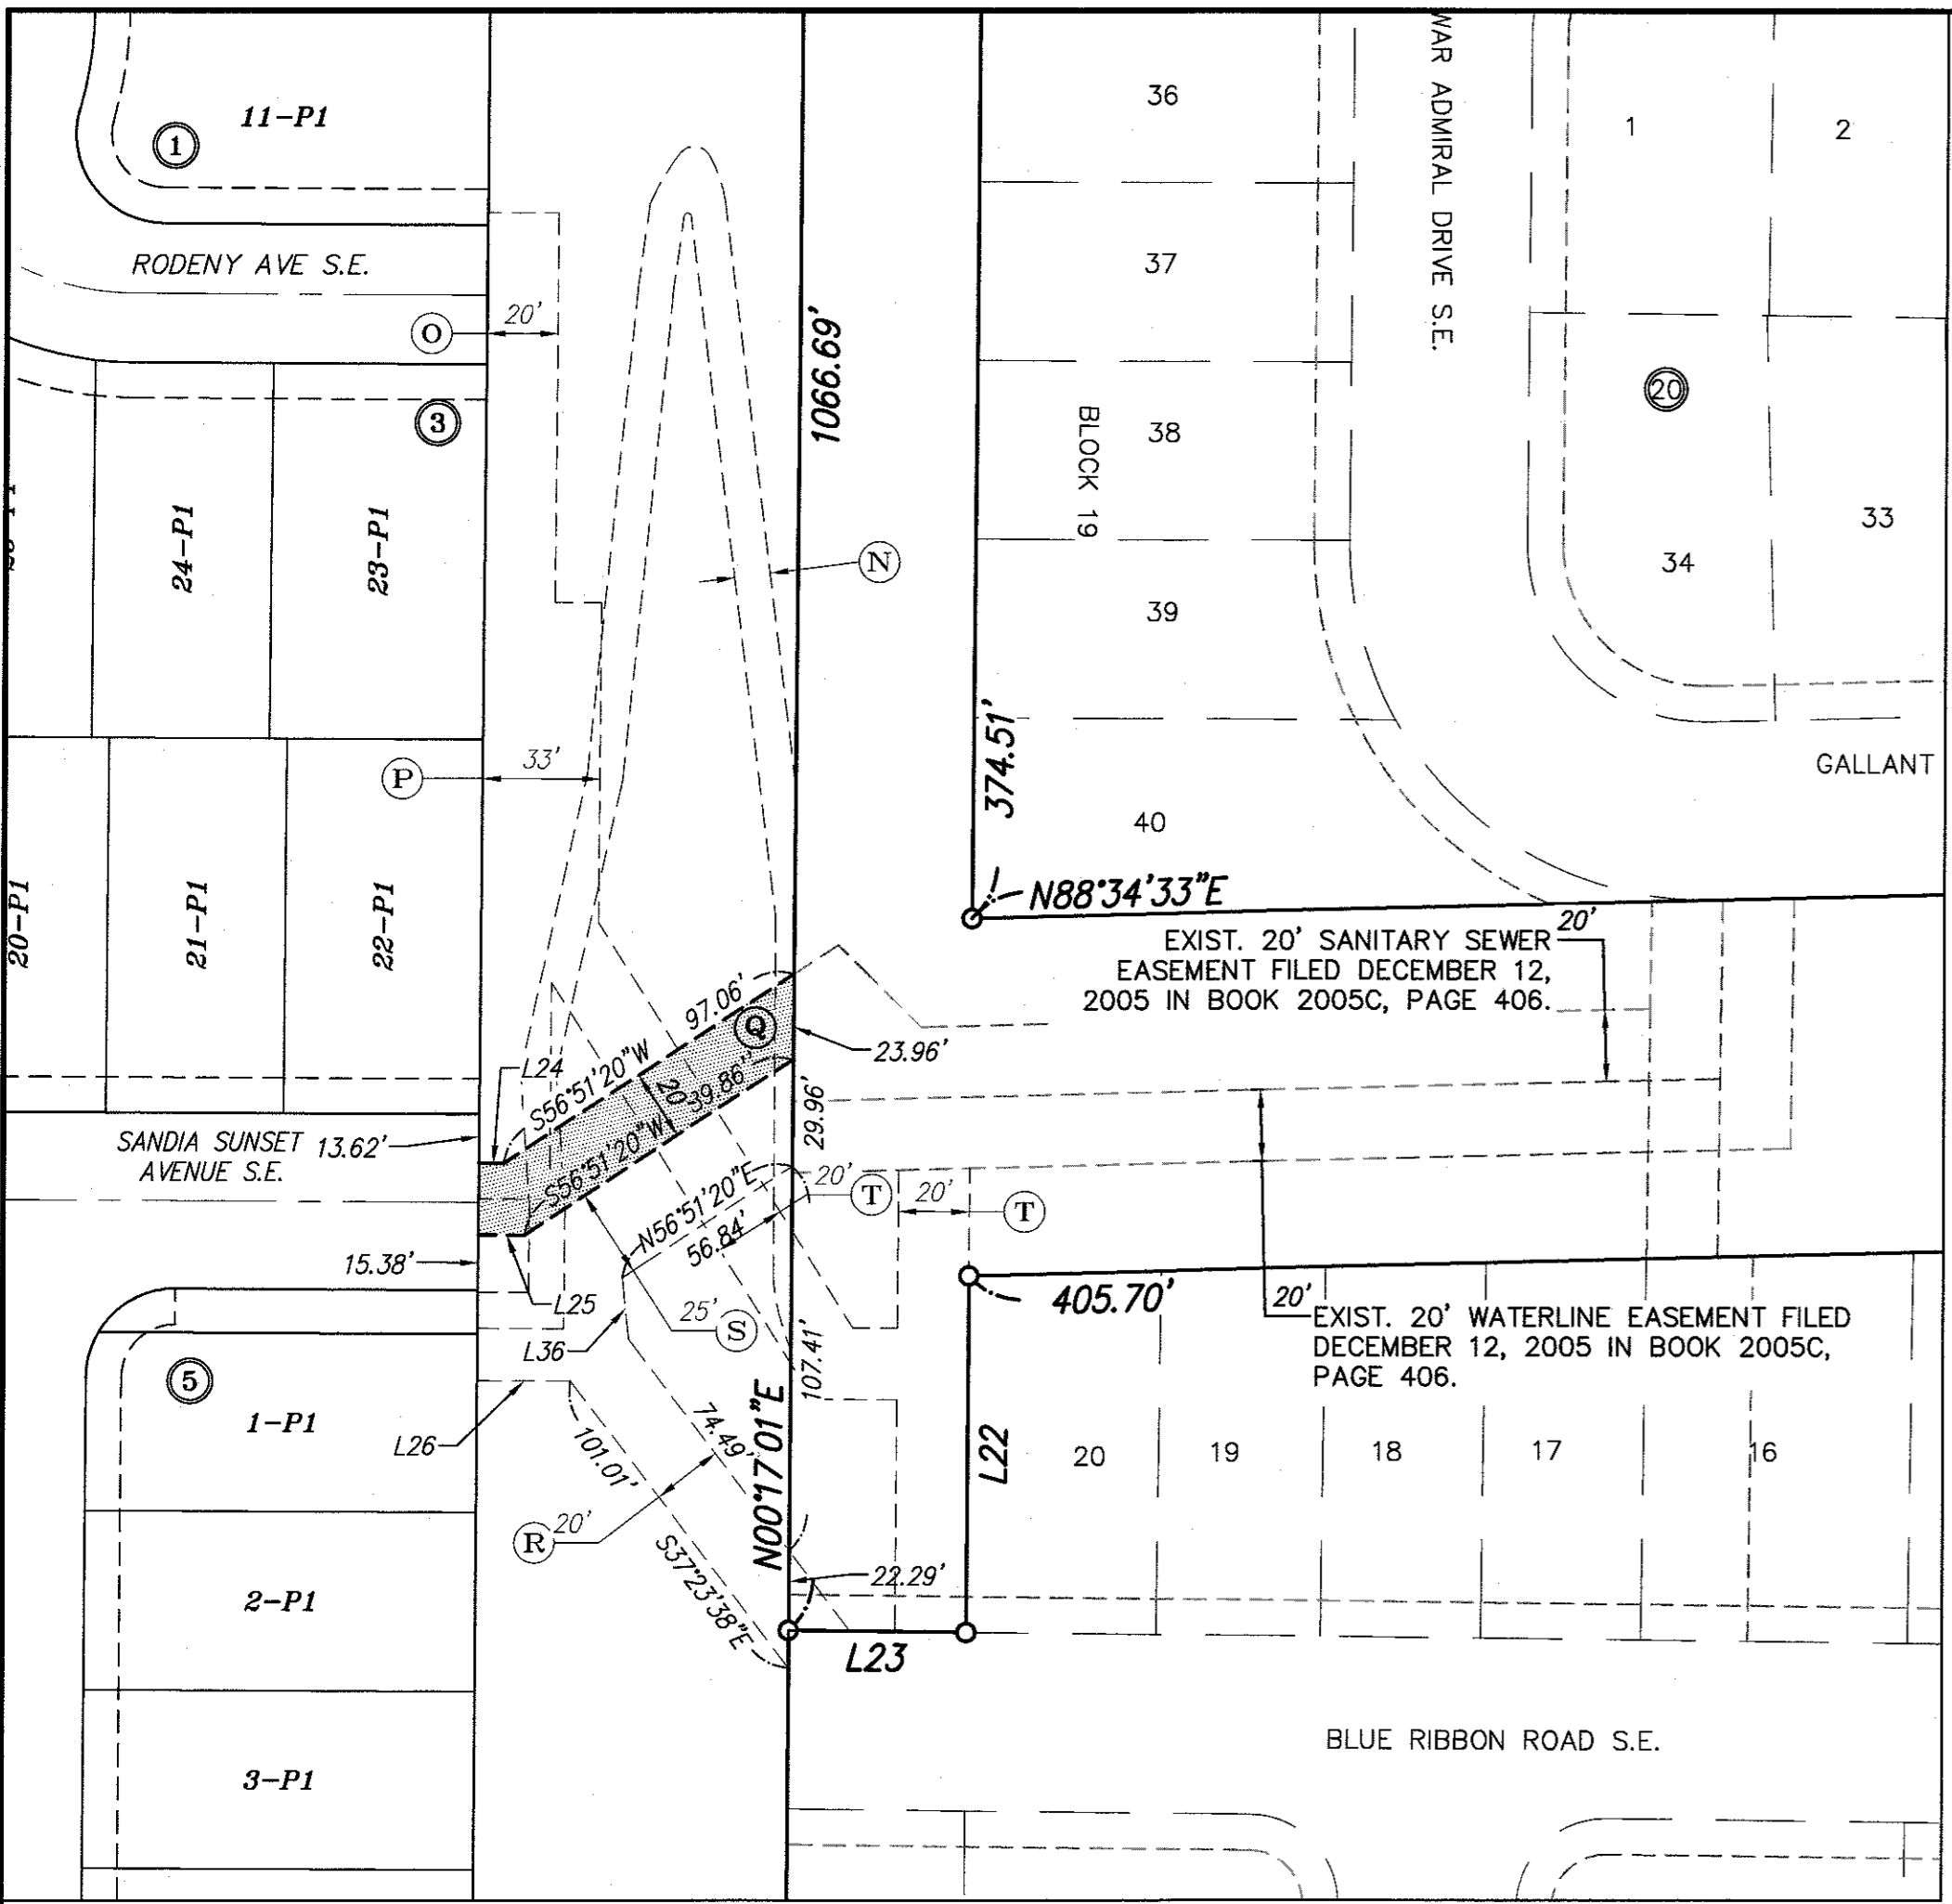 11-P1
1
RODENY AVE S.E.
O
20'
3
24-P1
23-P1
P
33'
20-P1
21-P1
22-P1
1066.69'
N
36
37
38
39
40
BLOCK 19
WAR ADMIRAL DRIVE S.E.
1
2
20
33
34
GALLANT
374.51'
N88°34'33"E
20'
EXIST. 20' SANITARY SEWER
EASEMENT FILED DECEMBER 12,
2005 IN BOOK 2005C, PAGE 406.
97.06'
Q
23.96'
L24
S56°51'20"W
20'
39.86'
S56°51'20"W
29.96'
SANDIA SUNSET
AVENUE S.E.
13.62'
15.38'
L25
N56°51'20"E
56.84'
20'
T
20'
T
25'
S
L36
L26
5
1-P1
2-P1
3-P1
101.01'
74.49'
107.41'
N00°17'01"E
R
20'
S37°23'38"E
22.29'
L23
L22
405.70'
20'
EXIST. 20' WATERLINE EASEMENT FILED
DECEMBER 12, 2005 IN BOOK 2005C,
PAGE 406.
20
19
18
17
16
BLUE RIBBON ROAD S.E.